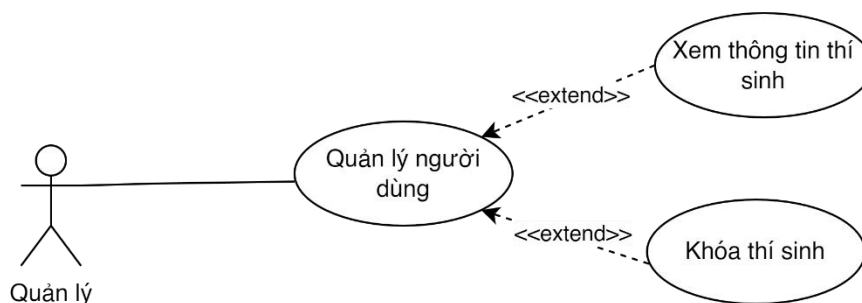 Xem thông tin thí
sinh
<<extend>>
Quản lý người
dùng
<<extend>>
Khóa thí sinh
Quản lý